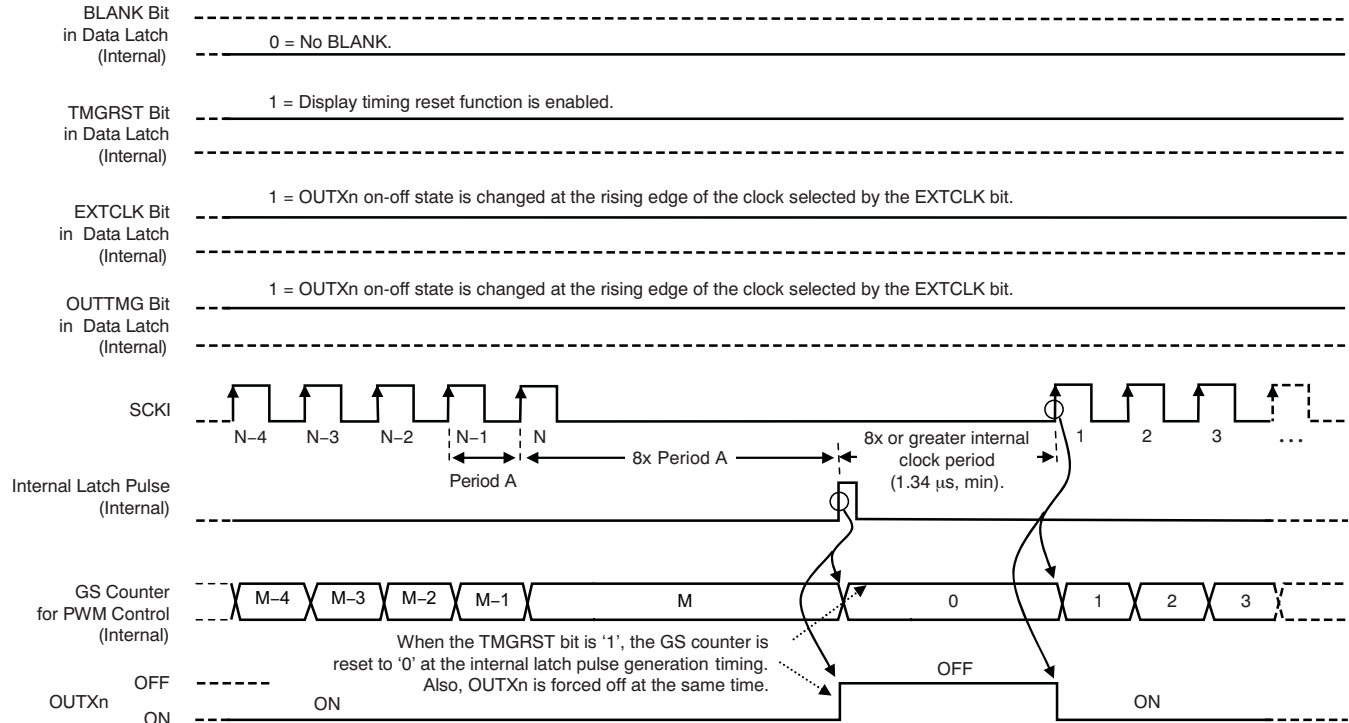 BLANK Bit
in Data Latch
(Internal)
0 = No BLANK.
TMGRST Bit
in Data Latch
(Internal)
1 = Display timing reset function is enabled.
EXTCLK Bit
in Data Latch
(Internal)
1 = OUTXn on-off state is changed at the rising edge of the clock selected by the EXTCLK bit.
OUTTMG Bit
in Data Latch
(Internal)
1 = OUTXn on-off state is changed at the rising edge of the clock selected by the EXTCLK bit.
SCKI
N–4 N–3 N–2 N–1 N 1 2 3 ...
Period A
8x Period A
8x or greater internal
clock period
(1.34 μs, min).
Internal Latch Pulse
(Internal)
GS Counter
for PWM Control
(Internal)
M–4 M–3 M–2 M–1 M 0 1 2 3
When the TMGRST bit is ‘1’, the GS counter is
reset to ‘0’ at the internal latch pulse generation timing.
Also, OUTXn is forced off at the same time.
OUTXn
OFF
ON
ON OFF ON